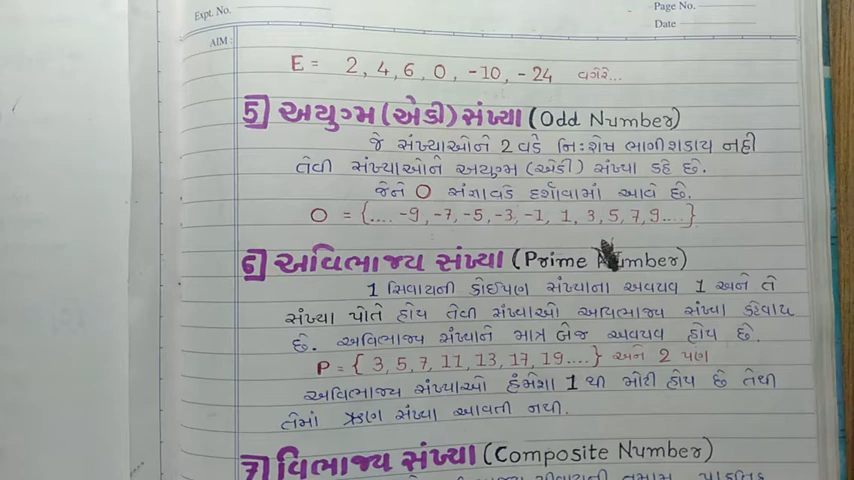 Expt. No.
Page No.
Date
AIM :
E = 2, 4, 6, 0, -10, -24 વગેરે...
5] અયુગ્મ (એકી) સંખ્યા (Odd Number)
જે સંખ્યાઓને 2 વડે નિઃશેષ ભાગી શકાય નહી
તેવી સંખ્યાઓને અયુગ્મ (એકી) સંખ્યા કહે છે.
જેને O સંજ્ઞાવડે દર્શાવામાં આવે છે.
O = {.... -9, -7, -5, -3, -1, 1, 3, 5, 7, 9....}
6] અવિભાજ્ય સંખ્યા (Prime Number)
1 સિવાયની કોઈપણ સંખ્યાના અવયવ 1 અને તે
સંખ્યા પોતે હોય તેવી સંખ્યાઓ અવિભાજ્ય સંખ્યા કહેવાય
છે. અવિભાજ્ય સંખ્યાને માત્ર બેજ અવયવ હોય છે.
P = { 3, 5, 7, 11, 13, 17, 19....} અને 2 પણ
અવિભાજ્ય સંખ્યાઓ હંમેશા 1 થી મોટી હોય છે તેથી
તેમાં ઋણ સંખ્યા આવતી નથી.
7] વિભાજ્ય સંખ્યા (Composite Number)